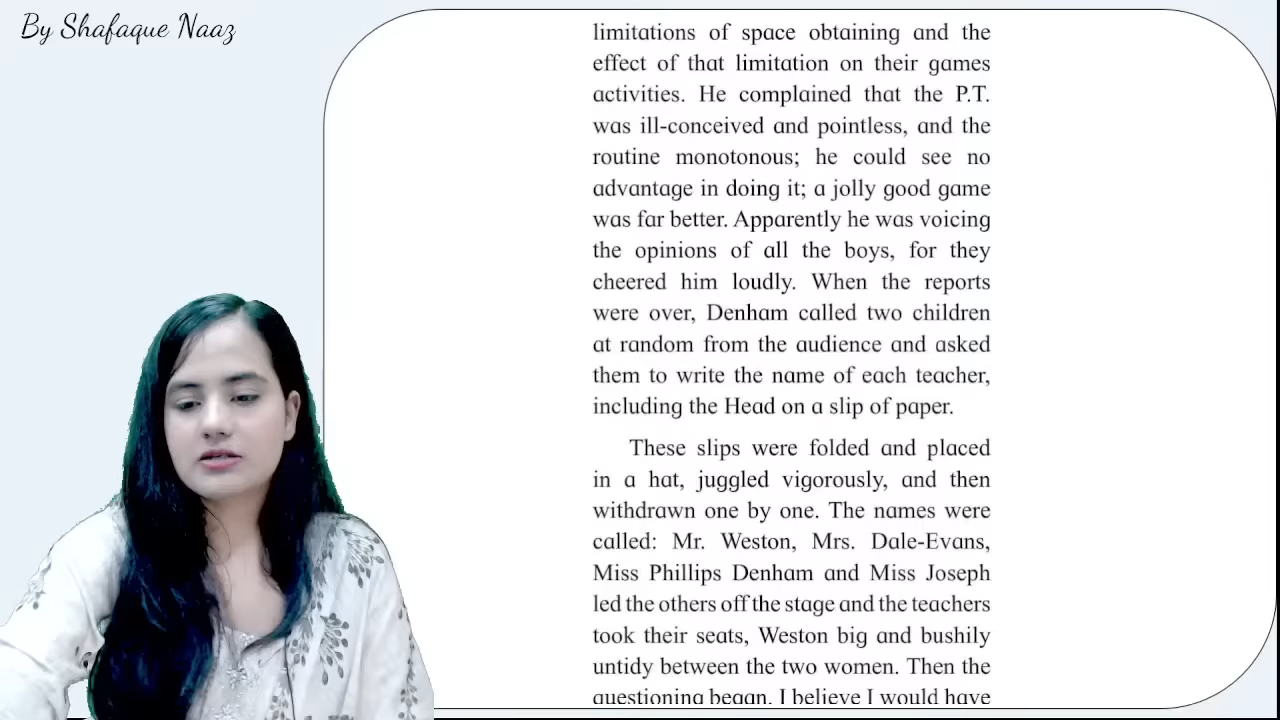 By Shafaque Naaz
limitations of space obtaining and the
effect of that limitation on their games
activities. He complained that the P.T.
was ill-conceived and pointless, and the
routine monotonous; he could see no
advantage in doing it; a jolly good game
was far better. Apparently he was voicing
the opinions of all the boys, for they
cheered him loudly. When the reports
were over, Denham called two children
at random from the audience and asked
them to write the name of each teacher,
including the Head on a slip of paper.
These slips were folded and placed
in a hat, juggled vigorously, and then
withdrawn one by one. The names were
called: Mr. Weston, Mrs. Dale-Evans,
Miss Phillips Denham and Miss Joseph
led the others off the stage and the teachers
took their seats, Weston big and bushily
untidy between the two women. Then the
questioning began. I believe I would have